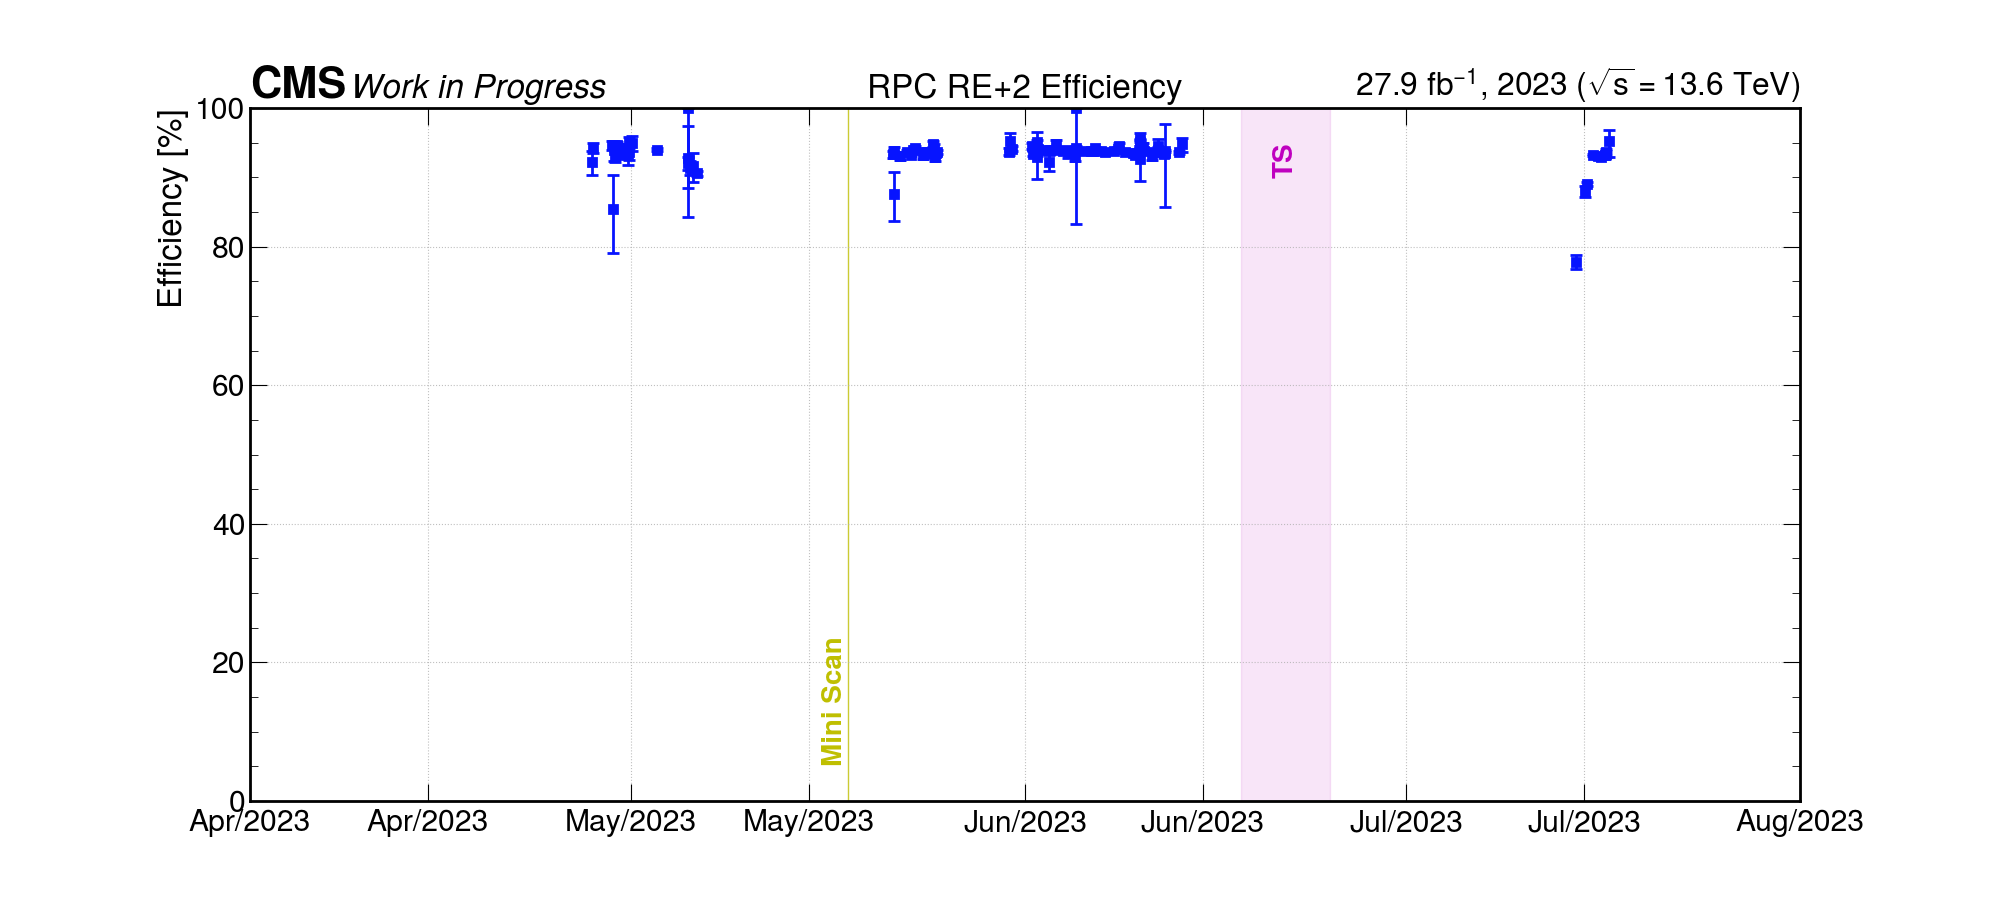 CMS Work in Progress RPC RE+2 Efficiency 27.9 fb⁻¹, 2023 (√s = 13.6 TeV)
Efficiency [%]
100
80
60
40
20
0
TS
Mini Scan
Apr/2023 Apr/2023 May/2023 May/2023 Jun/2023 Jun/2023 Jul/2023 Jul/2023 Aug/2023